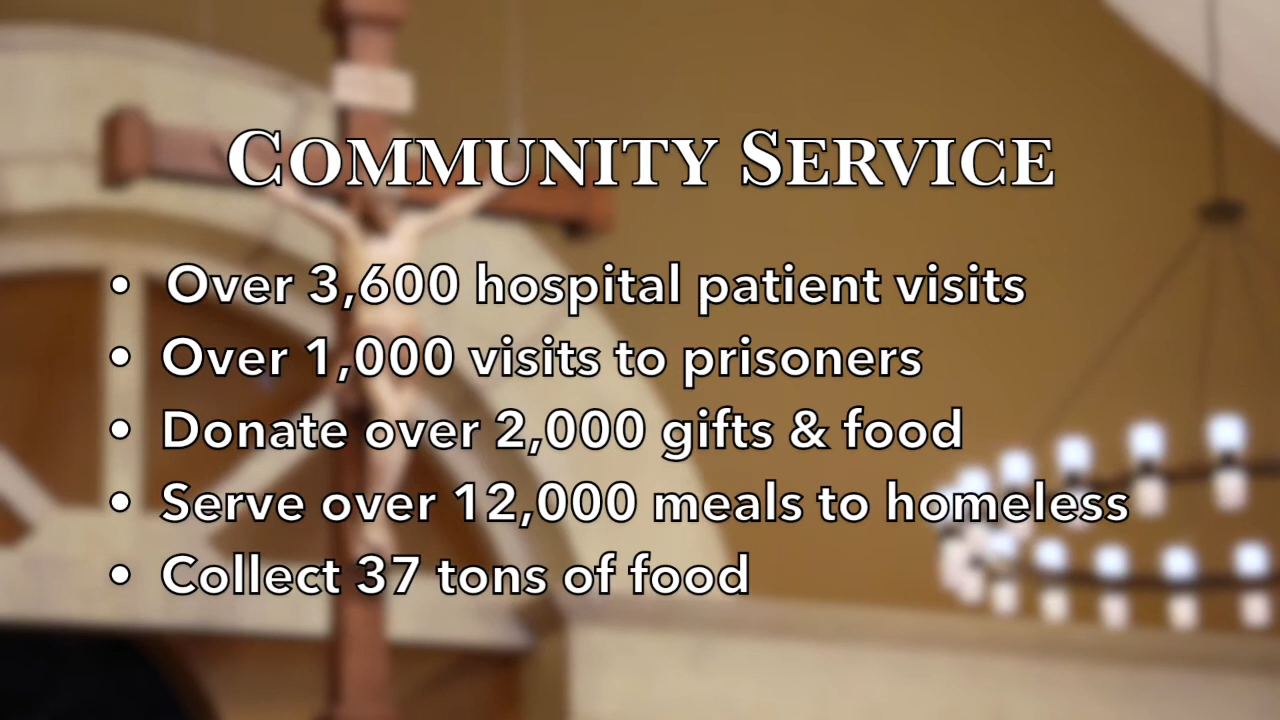 Community Service
• Over 3,600 hospital patient visits
• Over 1,000 visits to prisoners
• Donate over 2,000 gifts & food
• Serve over 12,000 meals to homeless
• Collect 37 tons of food